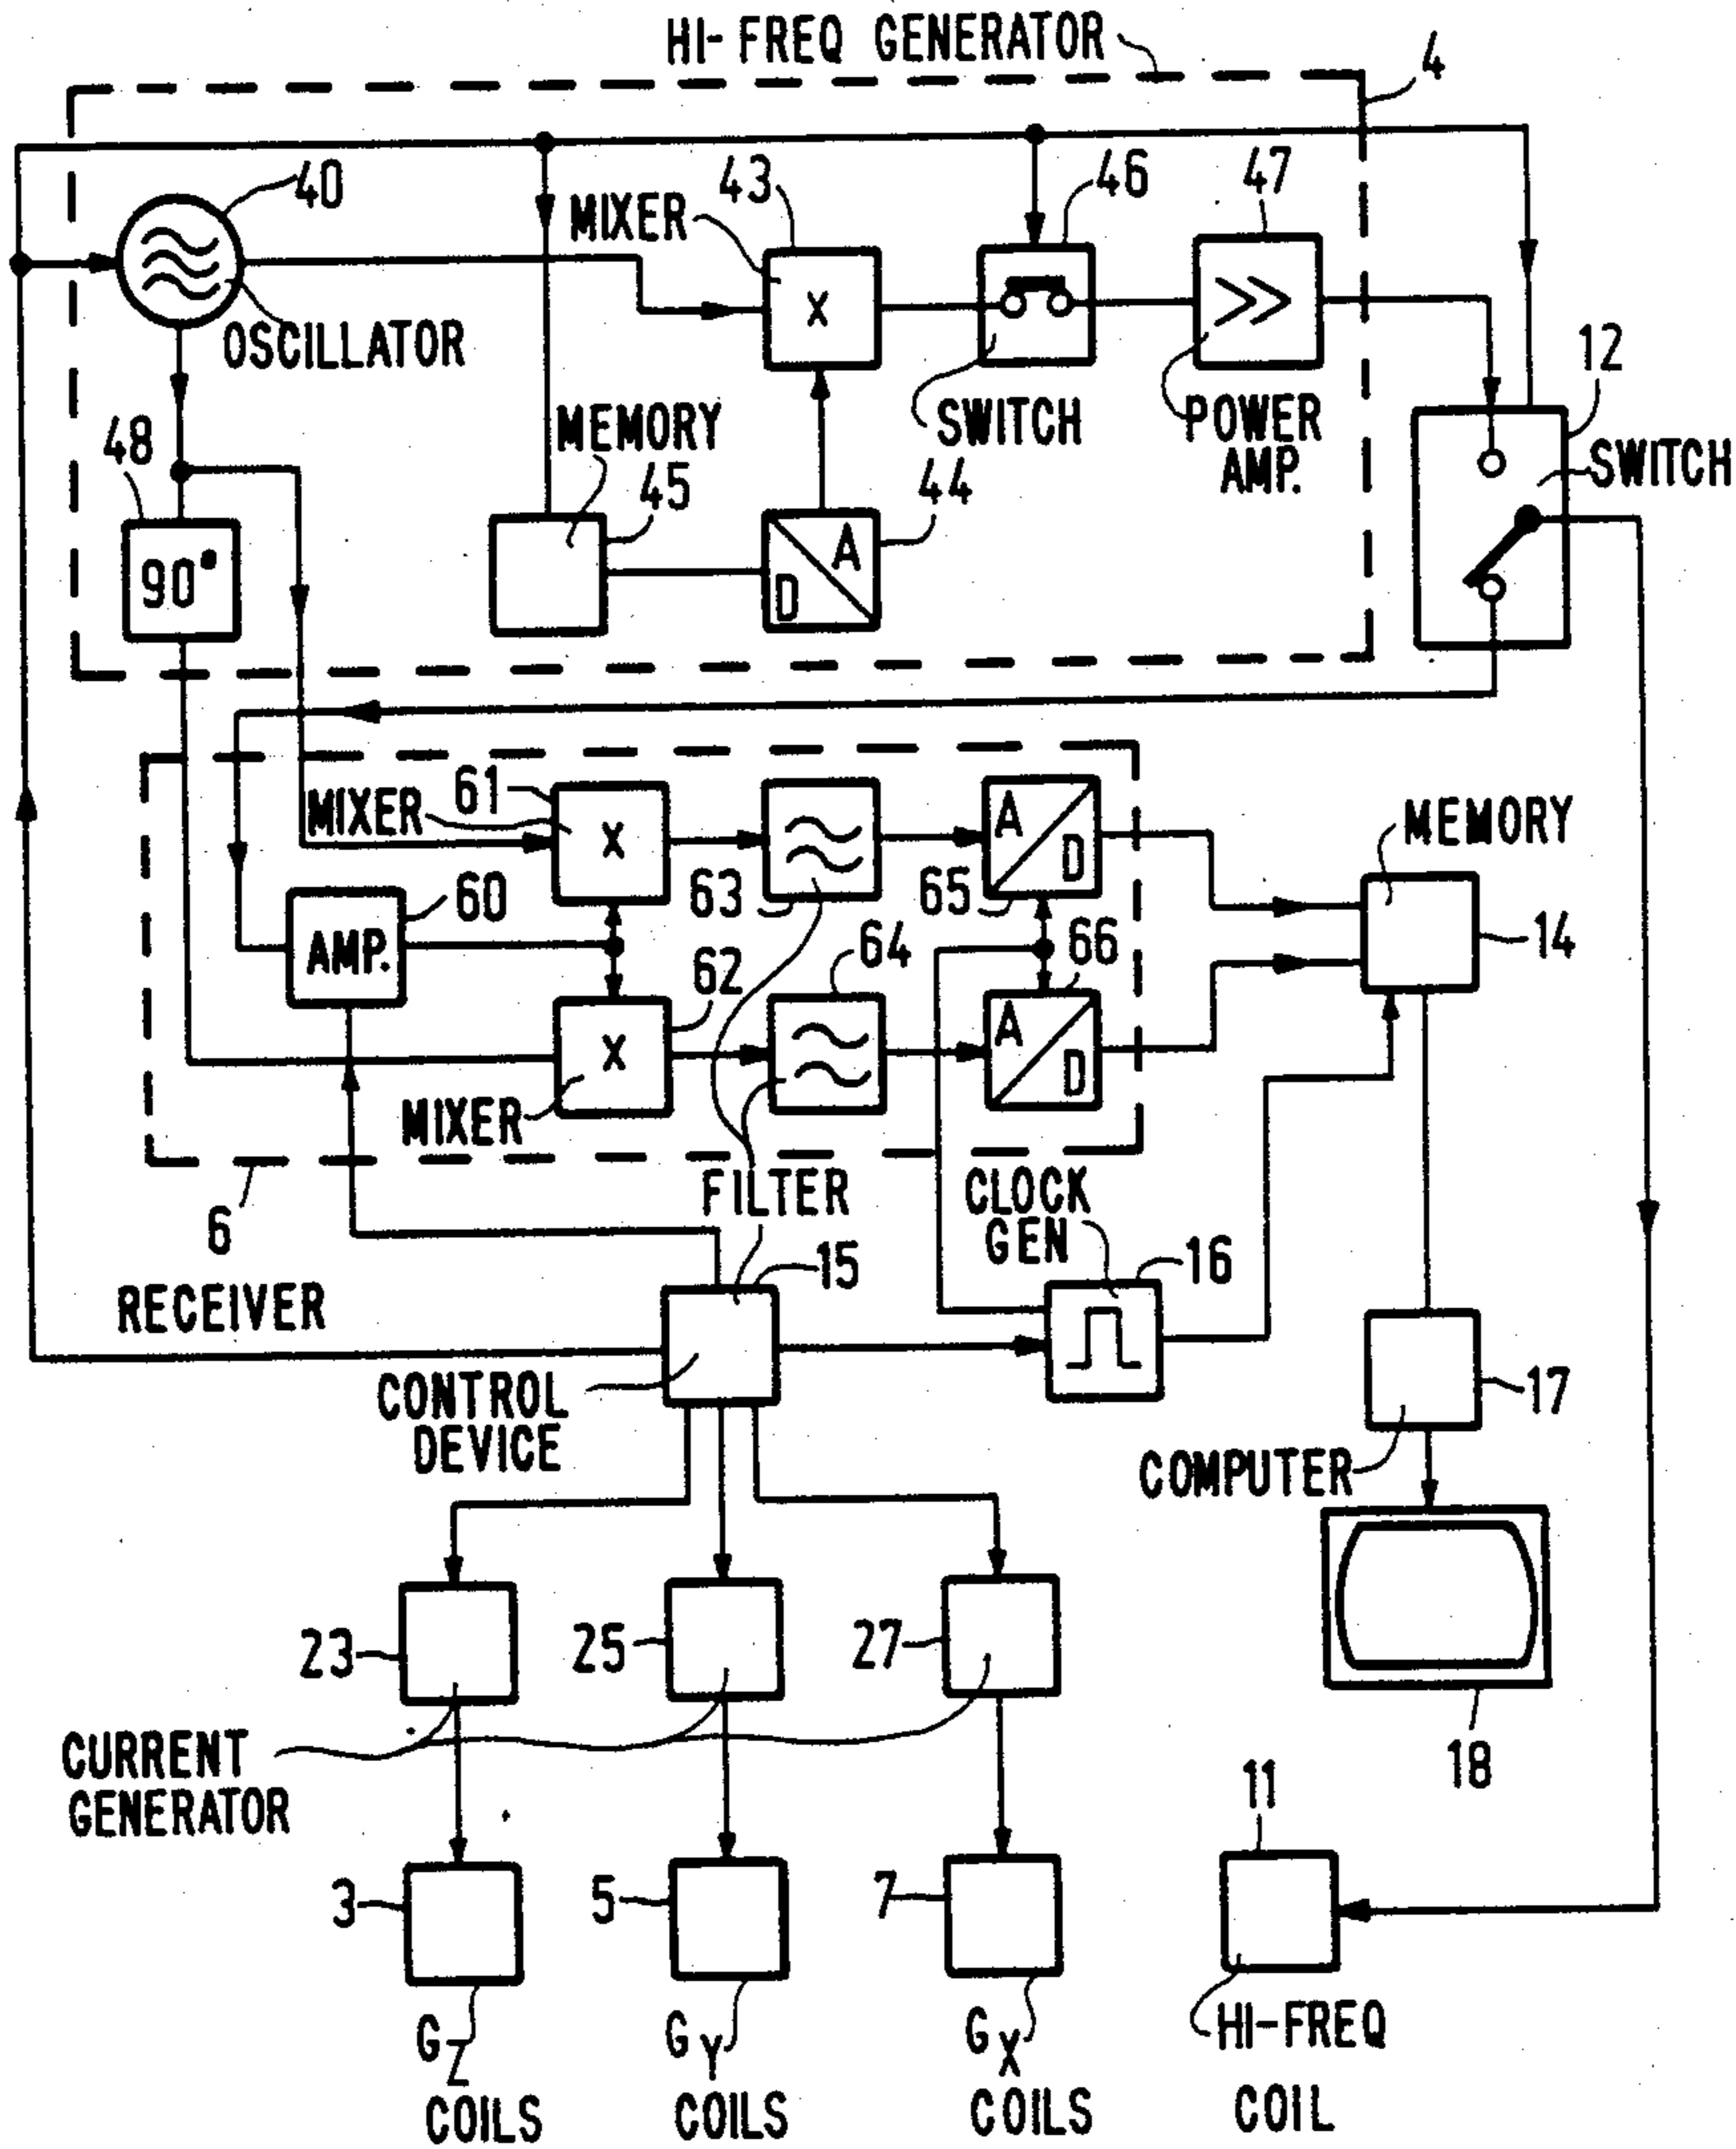 HI-FREQ GENERATOR
4
40
43
46
47
MIXER
X
OSCILLATOR
12
MEMORY
SWITCH
POWER
AMP.
SWITCH
48
45
44
90°
D A
61
MIXER
X
A D
MEMORY
63
65
60
AMP.
14
62
64
66
X
A D
MIXER
FILTER
CLOCK
GEN
6
15
16
RECEIVER
CONTROL
DEVICE
17
COMPUTER
23
25
27
CURRENT
GENERATOR
18
11
3
5
7
GZ
COILS
GY
COILS
GX
COILS
HI-FREQ
COIL